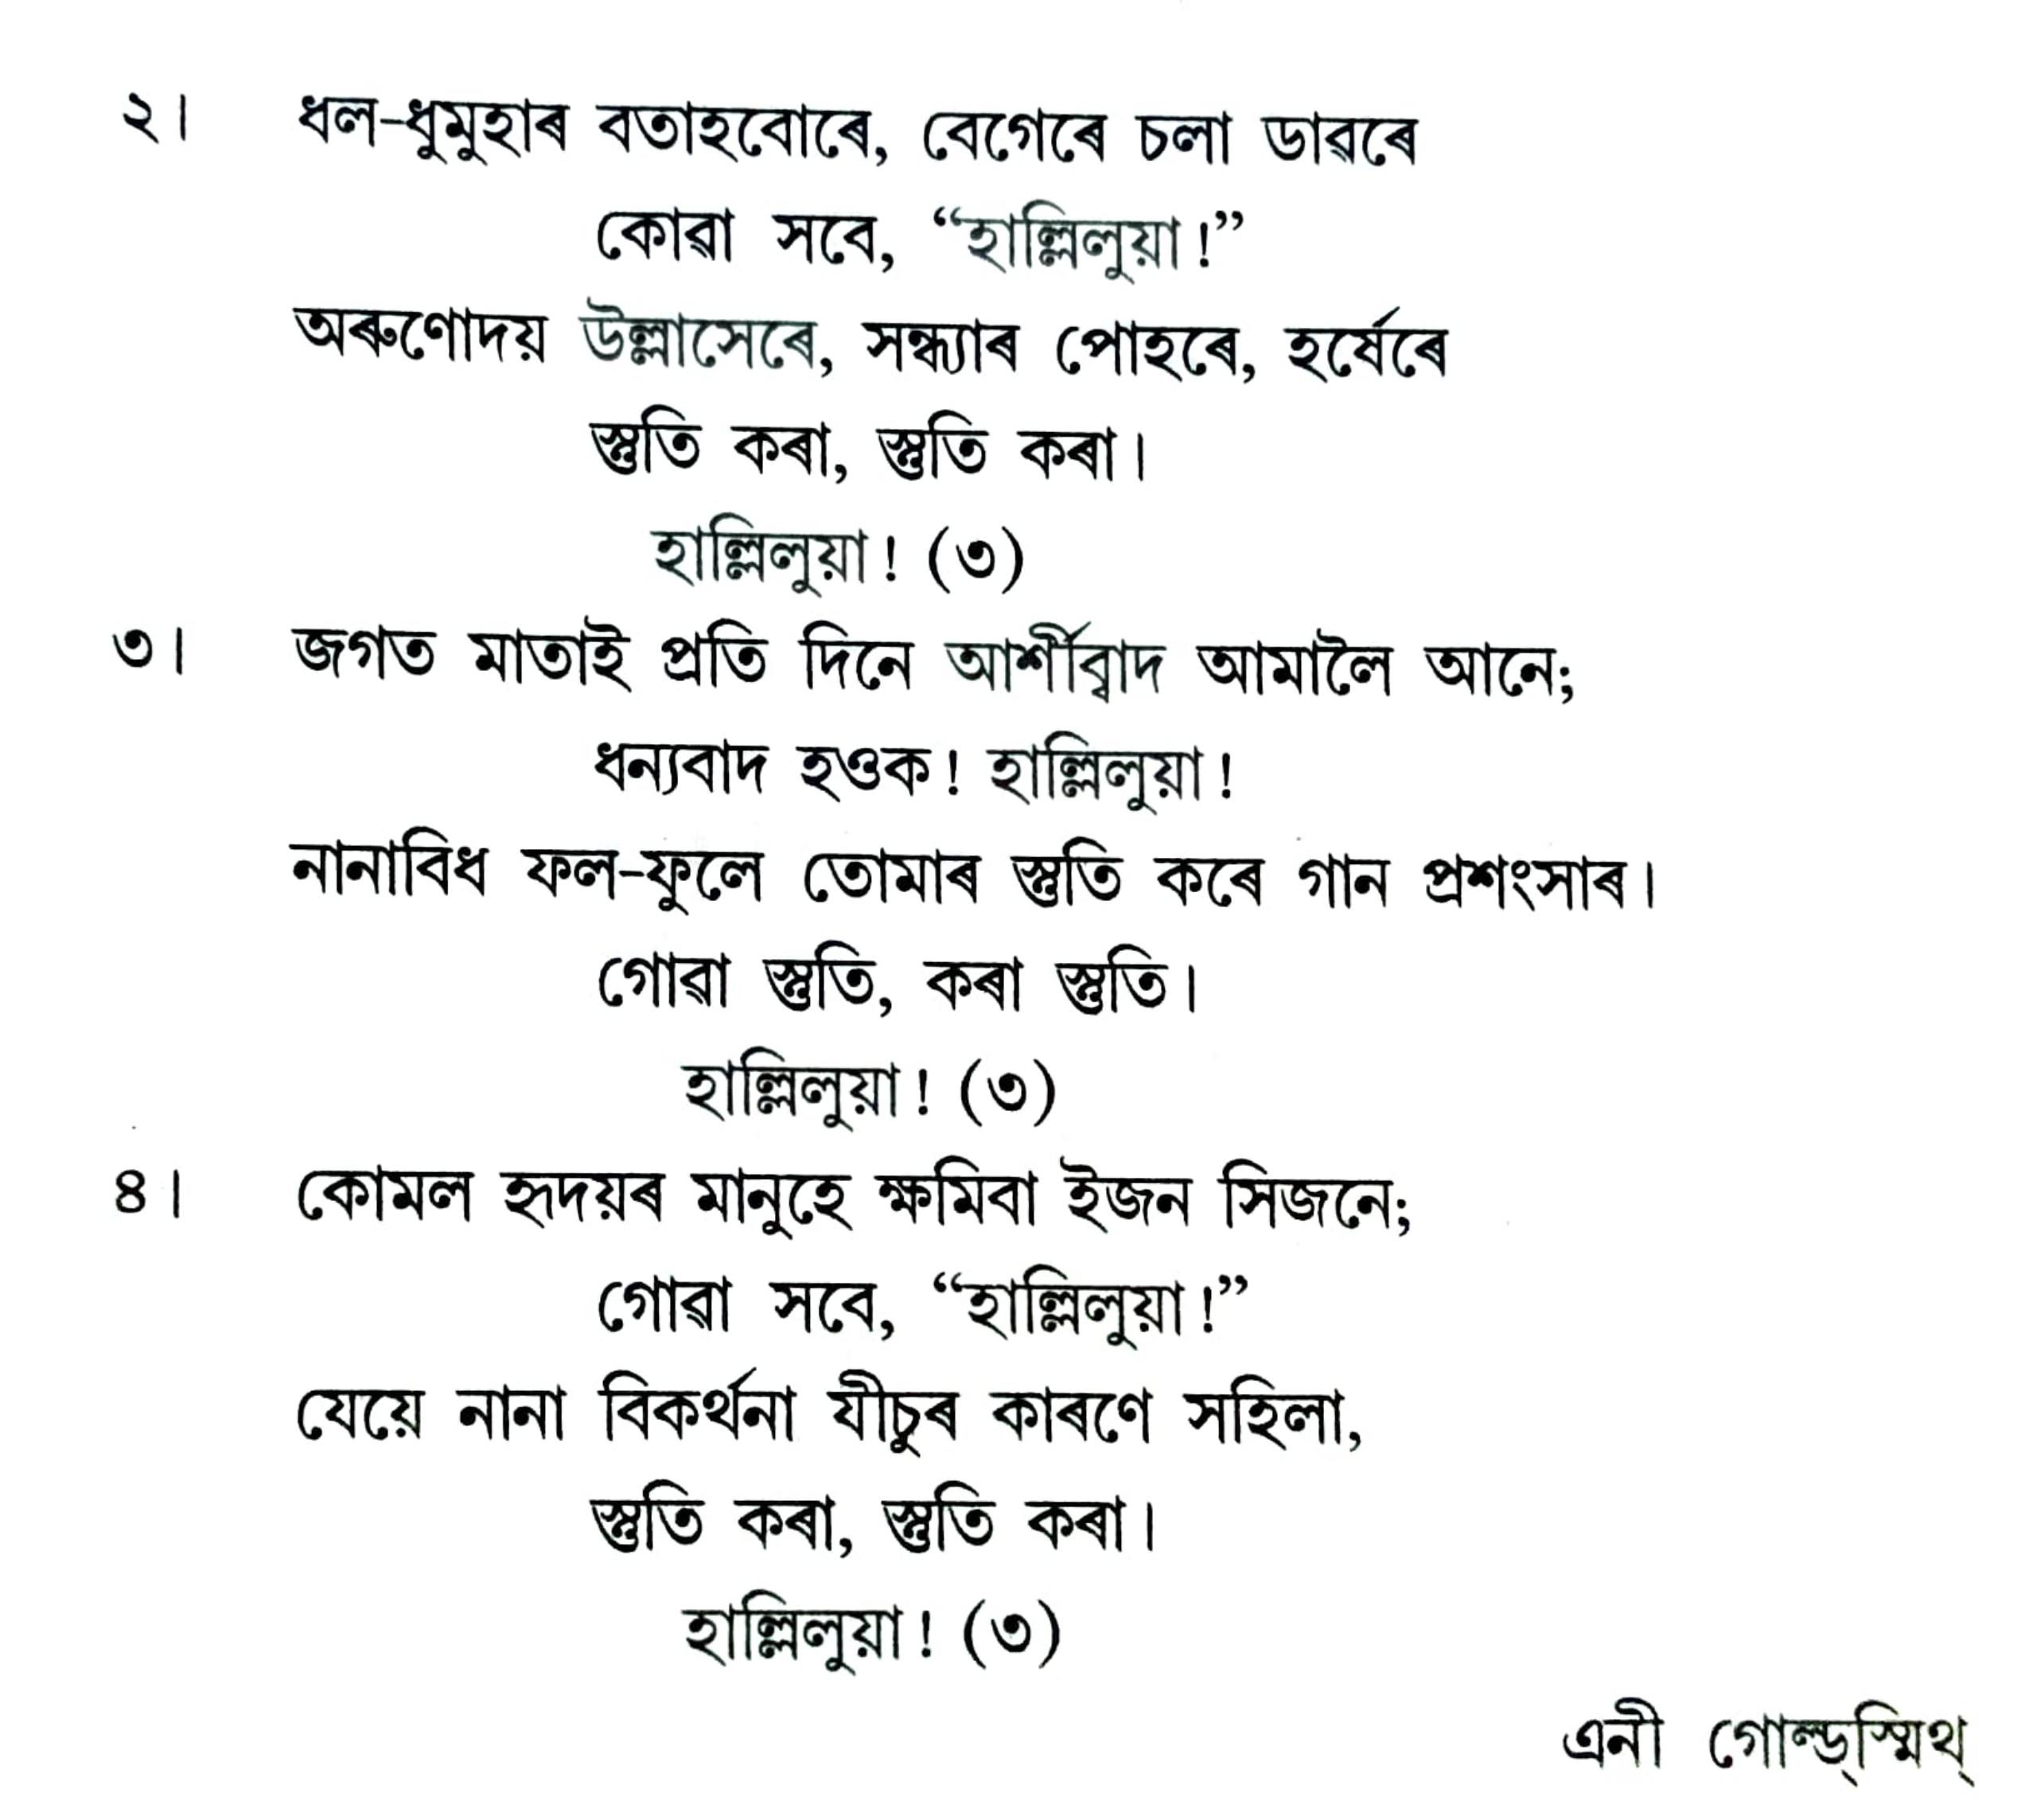 ২। ধল-ধুমুহাৰ বতাহবোৰে, বেগেৰে চলা ডাৱৰে
কোৱা সবে, “হাল্লিলুয়া!”
অৰুণোদয় উল্লাসেৰে, সন্ধ্যাৰ পোহৰে, হৰ্ষেৰে
স্তুতি কৰা, স্তুতি কৰা।
হাল্লিলুয়া! (৩)
৩। জগত মাতাই প্ৰতি দিনে আৰ্শীব্বাদ আমালৈ আনে;
ধন্যবাদ হওক! হাল্লিলুয়া!
নানাবিধ ফল-ফুলে তোমাৰ স্তুতি কৰে গান প্ৰশংসাৰ।
গোৱা স্তুতি, কৰা স্তুতি।
হাল্লিলুয়া! (৩)
৪। কোমল হৃদয়ৰ মানুহে ক্ষমিবা ইজন সিজনে;
গোৱা সবে, “হাল্লিলুয়া!”
যেয়ে নানা বিকৰ্থনা যীচুৰ কাৰণে সহিলা,
স্তুতি কৰা, স্তুতি কৰা।
হাল্লিলুয়া! (৩)
এনী গোল্ড্‌স্মিথ্